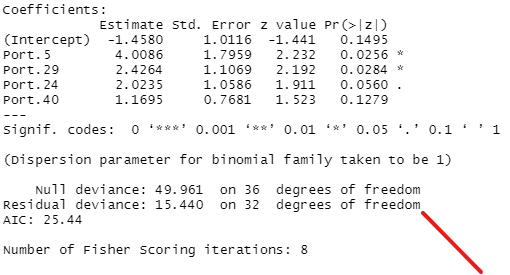 Coefficients:
            Estimate Std. Error z value Pr(>|z|)
(Intercept)  -1.4580     1.0116  -1.441   0.1495
Port.5        4.0086     1.7959   2.232   0.0256 *
Port.29       2.4264     1.1069   2.192   0.0284 *
Port.24       2.0235     1.0586   1.911   0.0560 .
Port.40       1.1695     0.7681   1.523   0.1279
---
Signif. codes:  0 ‘***’ 0.001 ‘**’ 0.01 ‘*’ 0.05 ‘.’ 0.1 ‘ ’ 1
(Dispersion parameter for binomial family taken to be 1)
    Null deviance: 49.961  on 36  degrees of freedom
Residual deviance: 15.440  on 32  degrees of freedom
AIC: 25.44
Number of Fisher Scoring iterations: 8